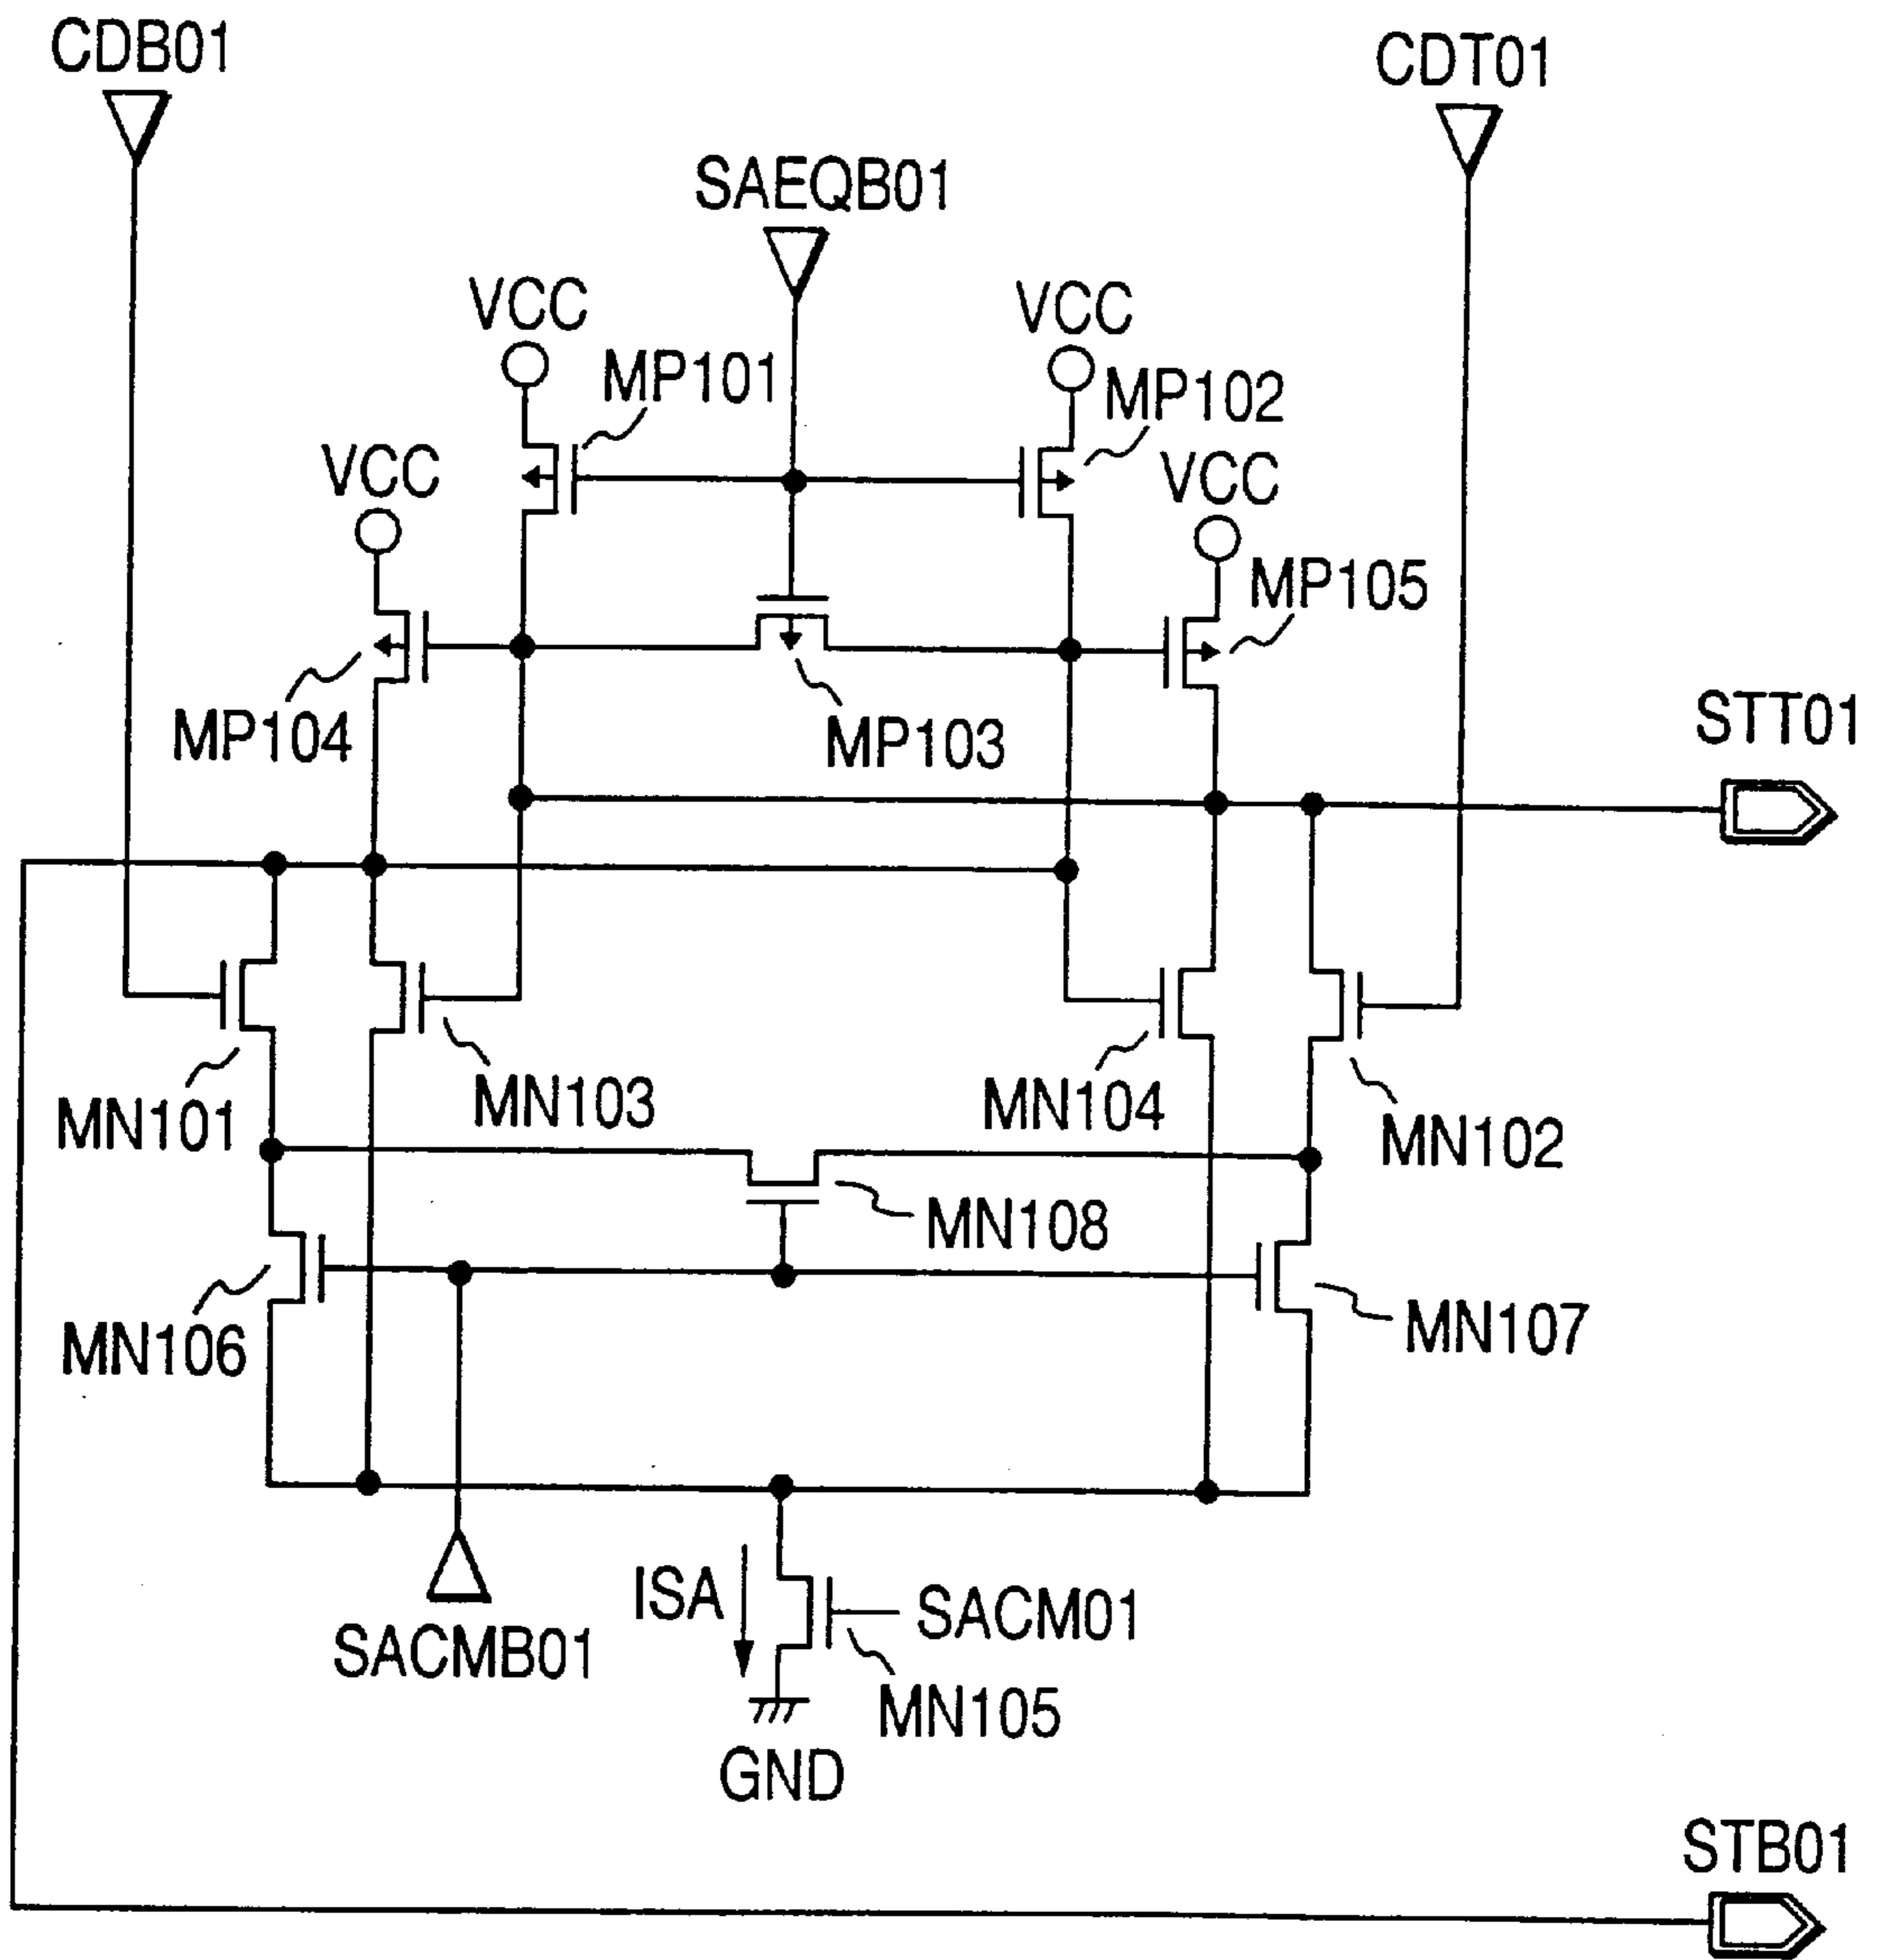 CDB01
CDT01
SAEQB01
VCC
VCC
MP101
MP102
VCC
VCC
MP105
MP104
MP103
STT01
MN103
MN104
MN101
MN102
MN108
MN106
MN107
ISA
SACM01
SACMB01
MN105
GND
STB01